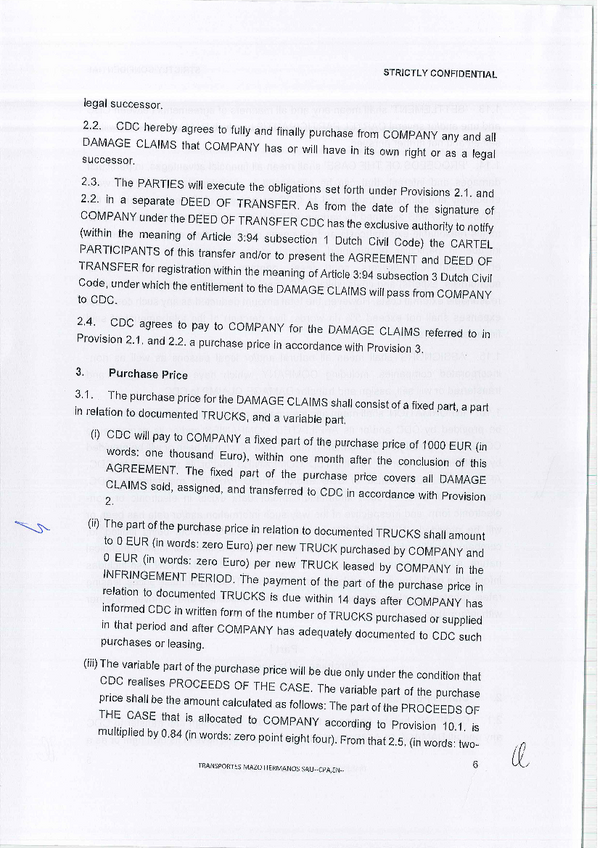 STRICTLY CONFIDENTIAL
legal successor.
2.2. CDC hereby agrees to fully and finally purchase from COMPANY any and all
DAMAGE CLAIMS that COMPANY has or will have in its own right or as a legal
successor.
2.3. The PARTIES will execute the obligations set forth under Provisions 2.1. and
2.2. in a separate DEED OF TRANSFER. As from the date of the signature of
COMPANY under the DEED OF TRANSFER CDC has the exclusive authority to notify
(within the meaning of Article 3:94 subsection 1 Dutch Civil Code) the CARTEL
PARTICIPANTS of this transfer and/or to present the AGREEMENT and DEED OF
TRANSFER for registration within the meaning of Article 3:94 subsection 3 Dutch Civil
Code, under which the entitlement to the DAMAGE CLAIMS will pass from COMPANY
to CDC.
2.4. CDC agrees to pay to COMPANY for the DAMAGE CLAIMS referred to in
Provision 2.1. and 2.2. a purchase price in accordance with Provision 3.
3. Purchase Price
3.1. The purchase price for the DAMAGE CLAIMS shall consist of a fixed part, a part
in relation to documented TRUCKS, and a variable part.
(i) CDC will pay to COMPANY a fixed part of the purchase price of 1000 EUR (in
words: one thousand Euro), within one month after the conclusion of this
AGREEMENT. The fixed part of the purchase price covers all DAMAGE
CLAIMS sold, assigned, and transferred to CDC in accordance with Provision
2.
(ii) The part of the purchase price in relation to documented TRUCKS shall amount
to 0 EUR (in words: zero Euro) per new TRUCK purchased by COMPANY and
0 EUR (in words: zero Euro) per new TRUCK leased by COMPANY in the
INFRINGEMENT PERIOD. The payment of the part of the purchase price in
relation to documented TRUCKS is due within 14 days after COMPANY has
informed CDC in written form of the number of TRUCKS purchased or supplied
in that period and after COMPANY has adequately documented to CDC such
purchases or leasing.
(iii) The variable part of the purchase price will be due only under the condition that
CDC realises PROCEEDS OF THE CASE. The variable part of the purchase
price shall be the amount calculated as follows: The part of the PROCEEDS OF
THE CASE that is allocated to COMPANY according to Provision 10.1. is
multiplied by 0.84 (in words: zero point eight four). From that 2.5. (in words: two-
TRANSPORTES MAZO HERMANOS SAU--CPA.EN--
6